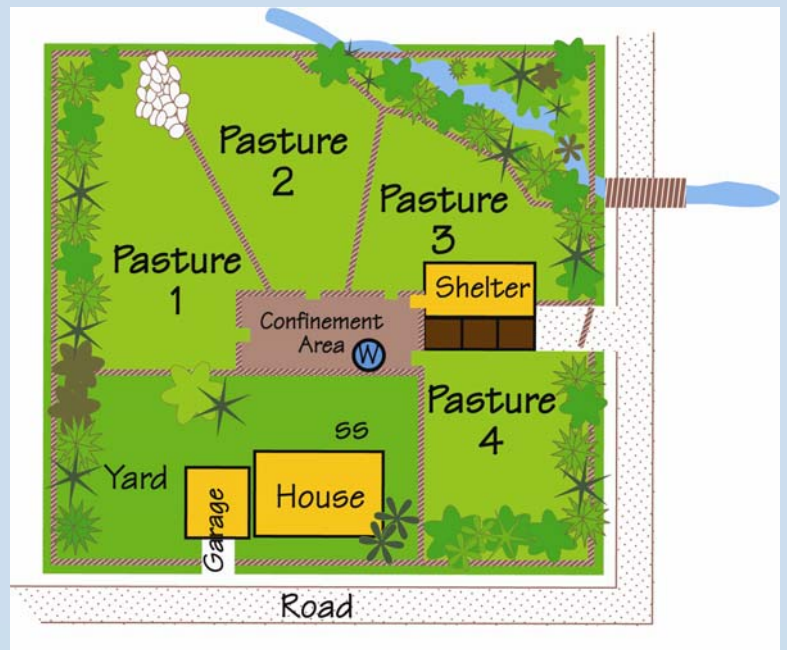 Pasture
2
Pasture
3
Pasture
1
Shelter
Confinement
Area
W
Pasture
4
ss
Yard
House
Garage
Road